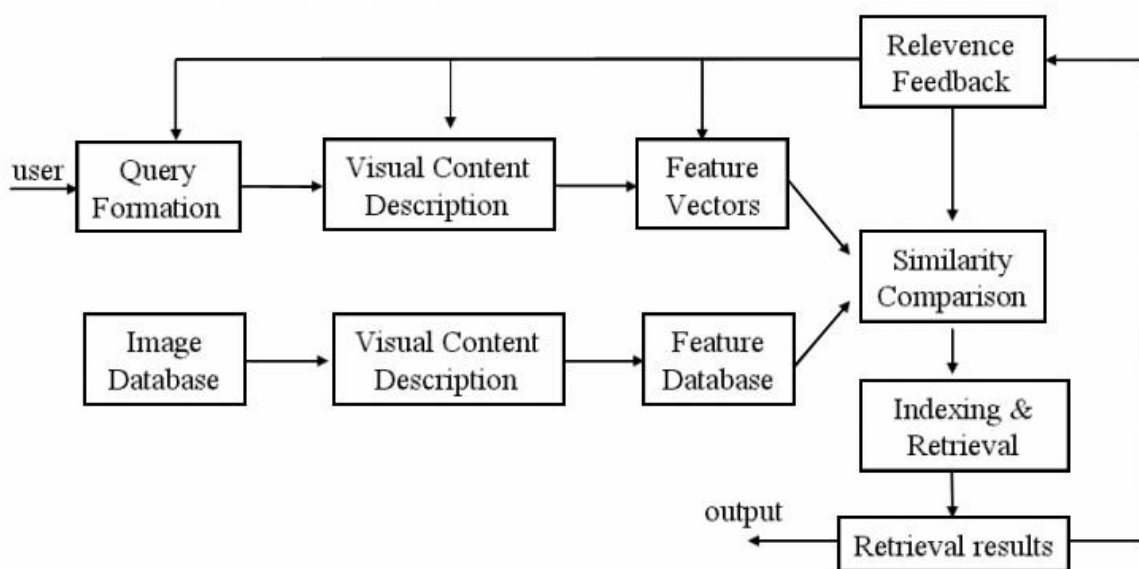 Relevence
Feedback
user
Query
Formation
Visual Content
Description
Feature
Vectors
Similarity
Comparison
Image
Database
Visual Content
Description
Feature
Database
Indexing &
Retrieval
output
Retrieval results